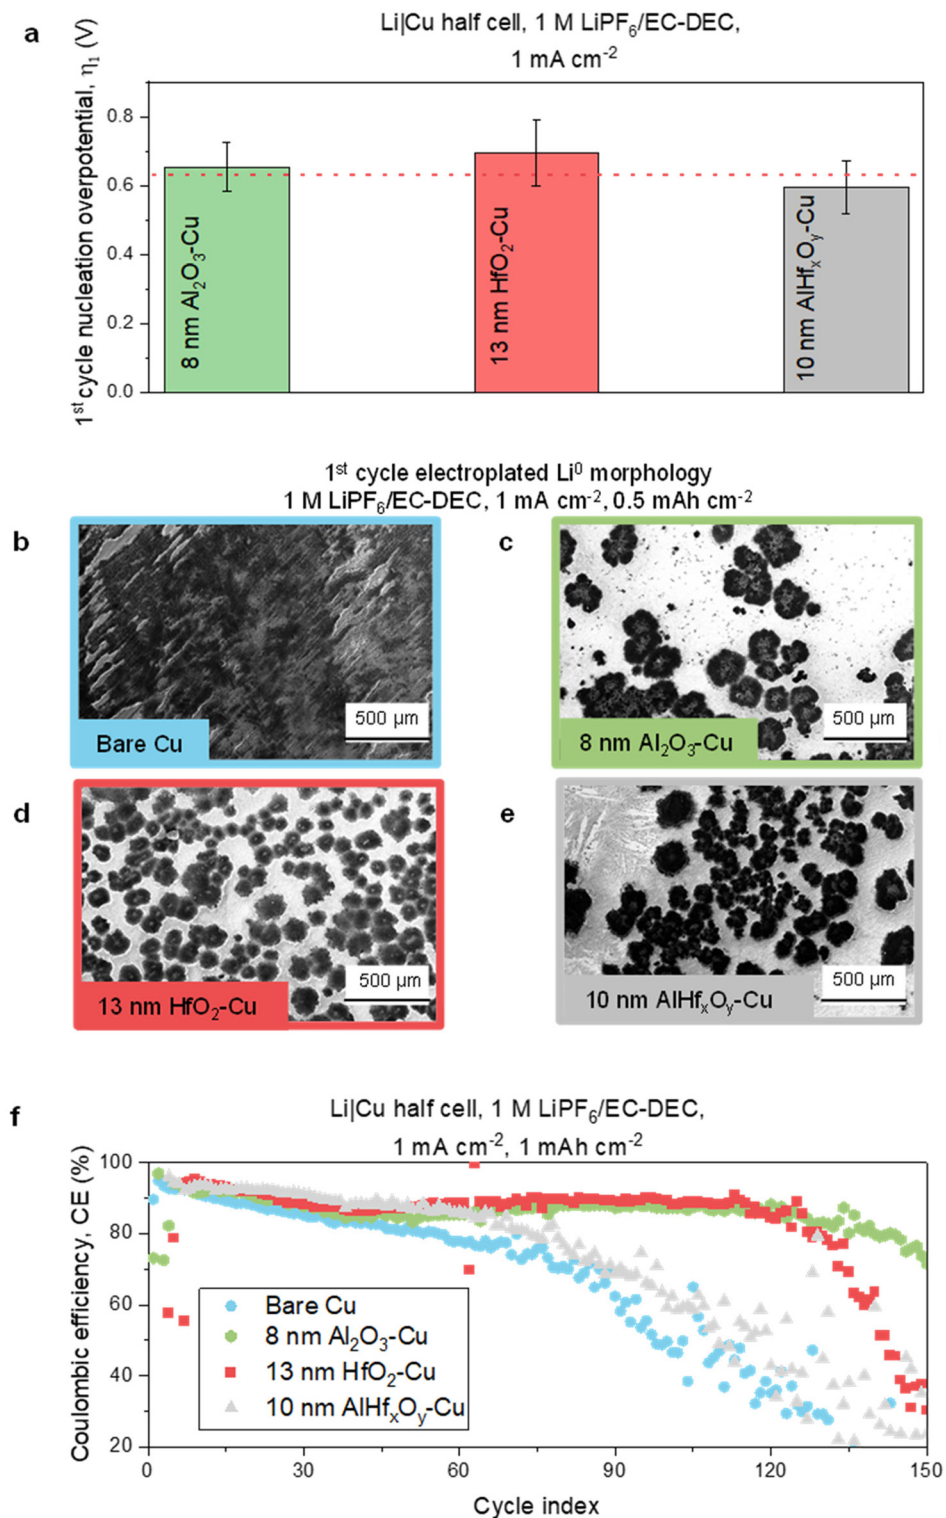 a
Li|Cu half cell, 1 M LiPF₆/EC-DEC,
1 mA cm⁻²
1ˢᵗ cycle nucleation overpotential, η₁ (V)
0.8
0.6
0.4
0.2
0.0
8 nm Al₂O₃-Cu
13 nm HfO₂-Cu
10 nm AlHfₓOᵧ-Cu
1ˢᵗ cycle electroplated Li⁰ morphology
1 M LiPF₆/EC-DEC, 1 mA cm⁻², 0.5 mAh cm⁻²
b
500 µm
Bare Cu
c
500 µm
8 nm Al₂O₃-Cu
d
500 µm
13 nm HfO₂-Cu
e
500 µm
10 nm AlHfₓOᵧ-Cu
f
Li|Cu half cell, 1 M LiPF₆/EC-DEC,
1 mA cm⁻², 1 mAh cm⁻²
Coulombic efficiency, CE (%)
100
80
60
40
20
Bare Cu
8 nm Al₂O₃-Cu
13 nm HfO₂-Cu
10 nm AlHfₓOᵧ-Cu
0 30 60 90 120 150
Cycle index